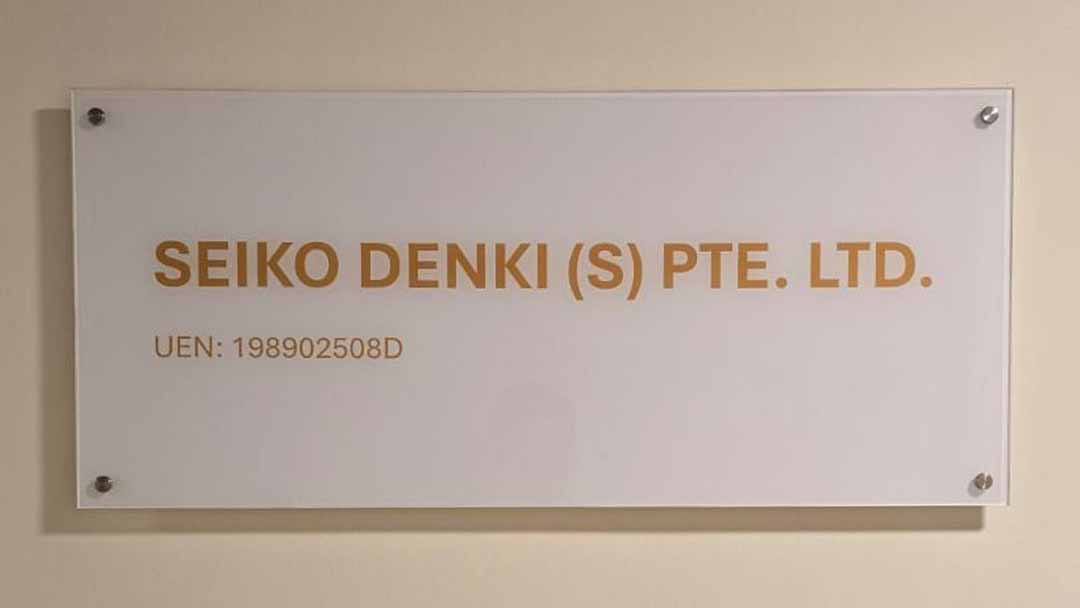 SEIKO DENKI (S) PTE. LTD.
UEN: 198902508D